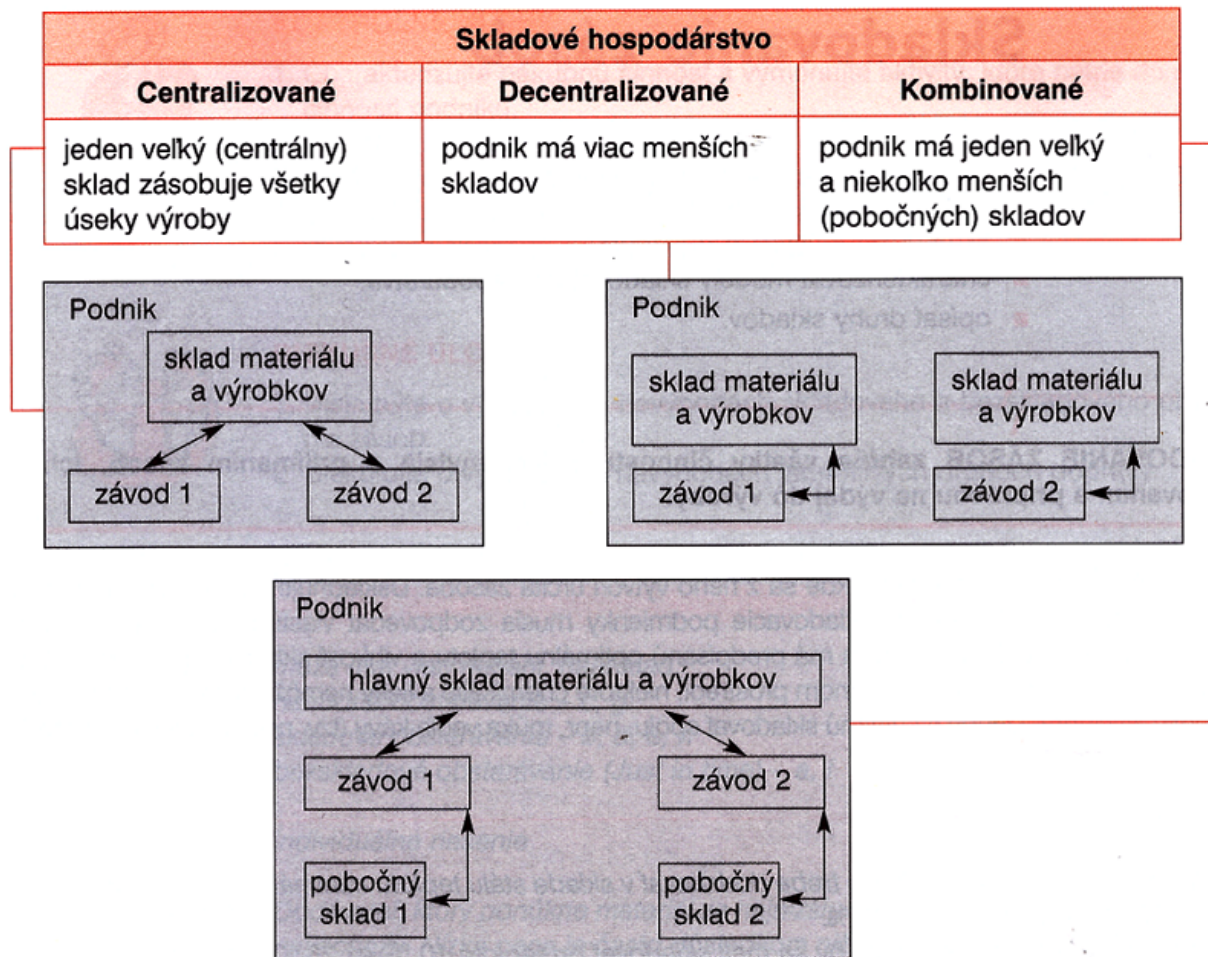 Skladové hospodárstvo
Centralizované
Decentralizované
Kombinované
jeden veľký (centrálny)
sklad zásobuje všetky
úseky výroby
podnik má viac menších
skladov
podnik má jeden veľký
a niekoľko menších
(pobočných) skladov
Podnik
sklad materiálu
a výrobkov
závod 1
závod 2
Podnik
sklad materiálu
a výrobkov
sklad materiálu
a výrobkov
závod 1
závod 2
Podnik
hlavný sklad materiálu a výrobkov
závod 1
závod 2
pobočný
sklad 1
pobočný
sklad 2